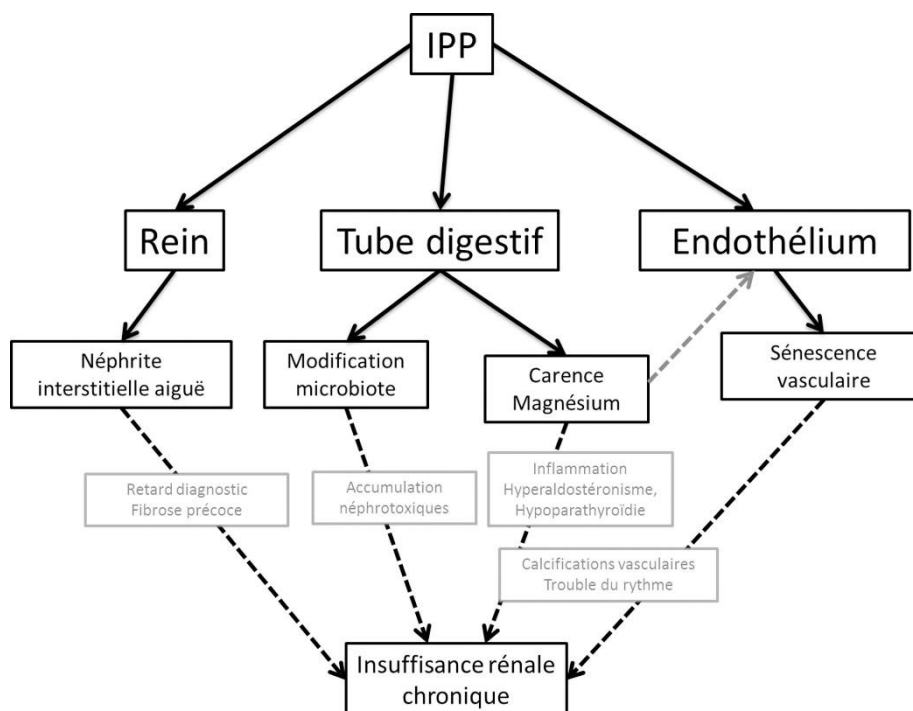 IPP
Rein
Tube digestif
Endothélium
Néphrite
interstitielle aiguë
Modification
microbiote
Carence
Magnésium
Sénescence
vasculaire
Retard diagnostic
Fibrose précoce
Accumulation
néphrotoxiques
Inflammation
Hyperaldostéronisme,
Hypoparathyroïdie
Calcifications vasculaires
Trouble du rythme
Insuffisance rénale
chronique